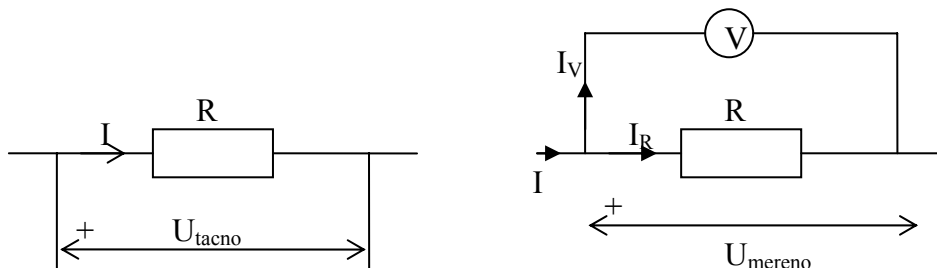 I R
+ U_tacno
V
I_V
R
I_R
I
+
U_mereno